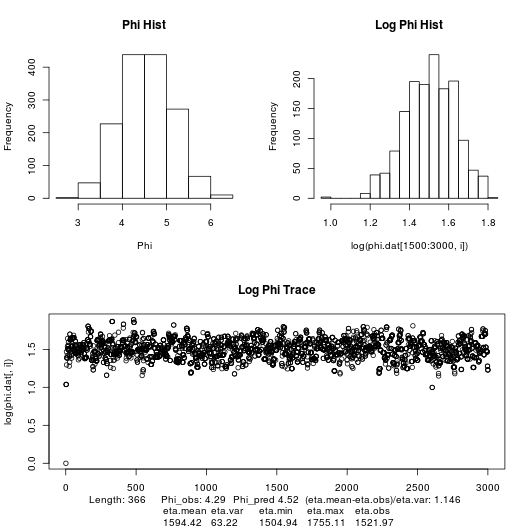 Phi Hist
Log Phi Hist
Frequency
0 100 200 300 400
3 4 5 6
Phi
Frequency
0 50 100 150 200
1.0 1.2 1.4 1.6 1.8
log(phi.dat[1500:3000, i])
Log Phi Trace
log(phi.dat[, i])
0.0 0.5 1.0 1.5
0 500 1000 1500 2000 2500 3000
Length: 366 Phi_obs: 4.29 Phi_pred 4.52 (eta.mean-eta.obs)/eta.var: 1.146
eta.mean eta.var eta.min eta.max eta.obs
1594.42 63.22 1504.94 1755.11 1521.97